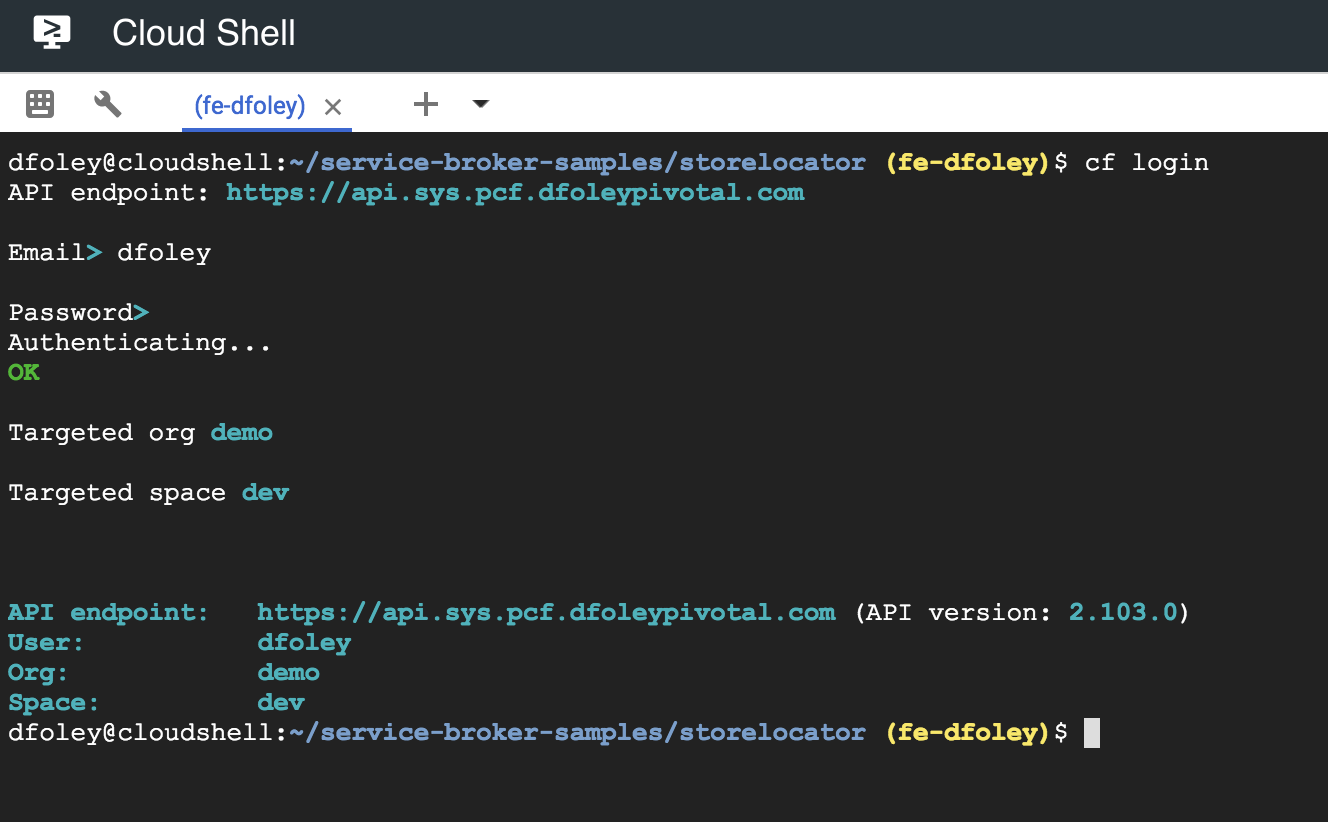 Cloud Shell
(fe-dfoley)
dfoley@cloudshell:~/service-broker-samples/storelocator (fe-dfoley)$ cf login
API endpoint: https://api.sys.pcf.dfoleypivotal.com
Email> dfoley
Password>
Authenticating...
OK
Targeted org demo
Targeted space dev
API endpoint:   https://api.sys.pcf.dfoleypivotal.com (API version: 2.103.0)
User:           dfoley
Org:            demo
Space:          dev
dfoley@cloudshell:~/service-broker-samples/storelocator (fe-dfoley)$